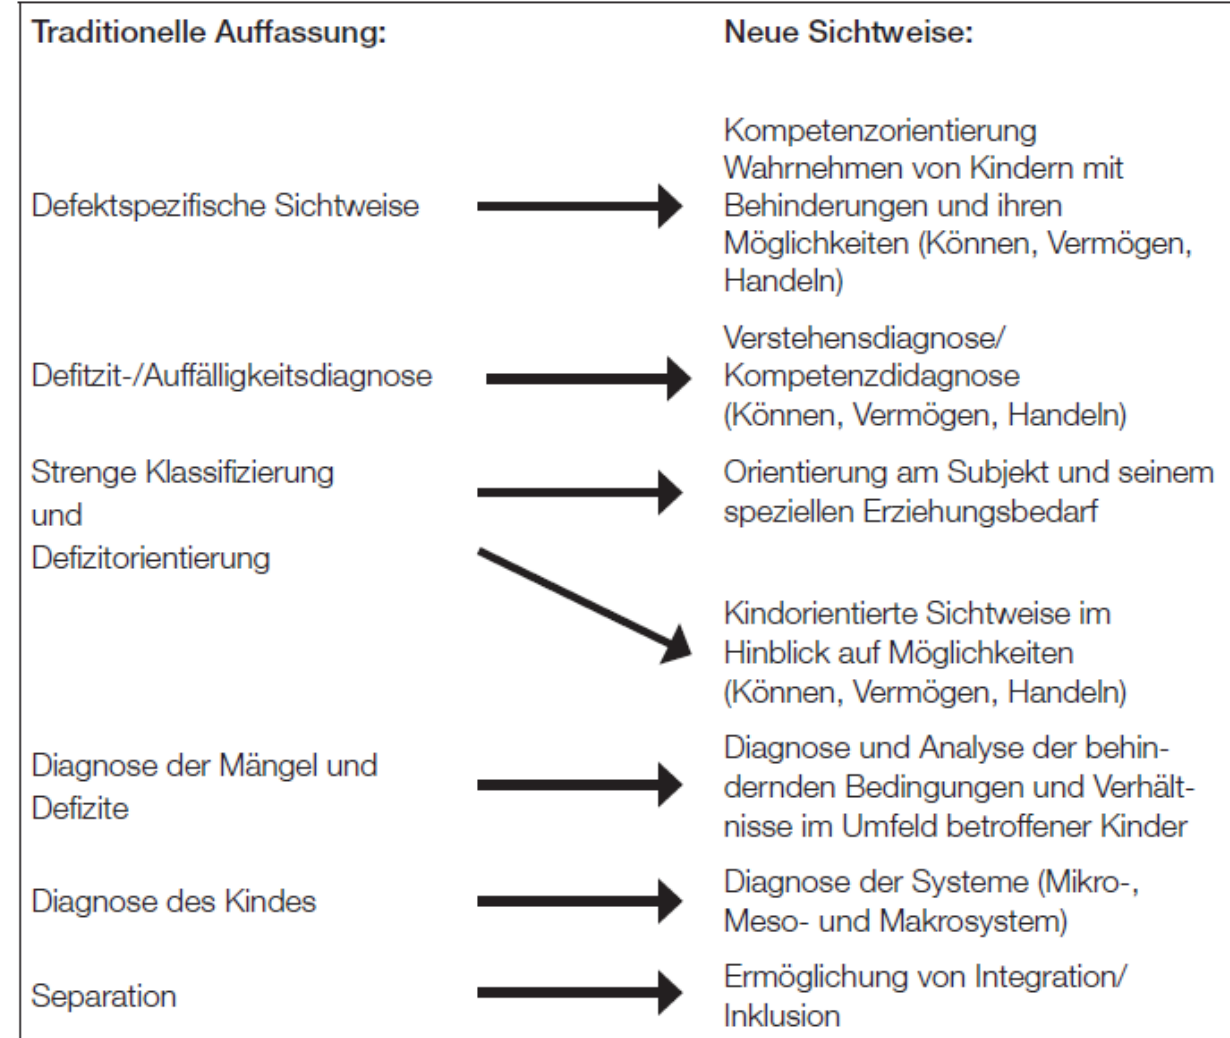 Traditionelle Auffassung:
Neue Sichtweise:
Defektspezifische Sichtweise
Kompetenzorientierung
Wahrnehmen von Kindern mit
Behinderungen und ihren
Möglichkeiten (Können, Vermögen,
Handeln)
Defitzit-/Auffälligkeitsdiagnose
Verstehensdiagnose/
Kompetenzdidagnose
(Können, Vermögen, Handeln)
Strenge Klassifizierung
und
Defizitorientierung
Orientierung am Subjekt und seinem
speziellen Erziehungsbedarf
Kindorientierte Sichtweise im
Hinblick auf Möglichkeiten
(Können, Vermögen, Handeln)
Diagnose der Mängel und
Defizite
Diagnose und Analyse der behin-
dernden Bedingungen und Verhält-
nisse im Umfeld betroffener Kinder
Diagnose des Kindes
Diagnose der Systeme (Mikro-,
Meso- und Makrosystem)
Separation
Ermöglichung von Integration/
Inklusion